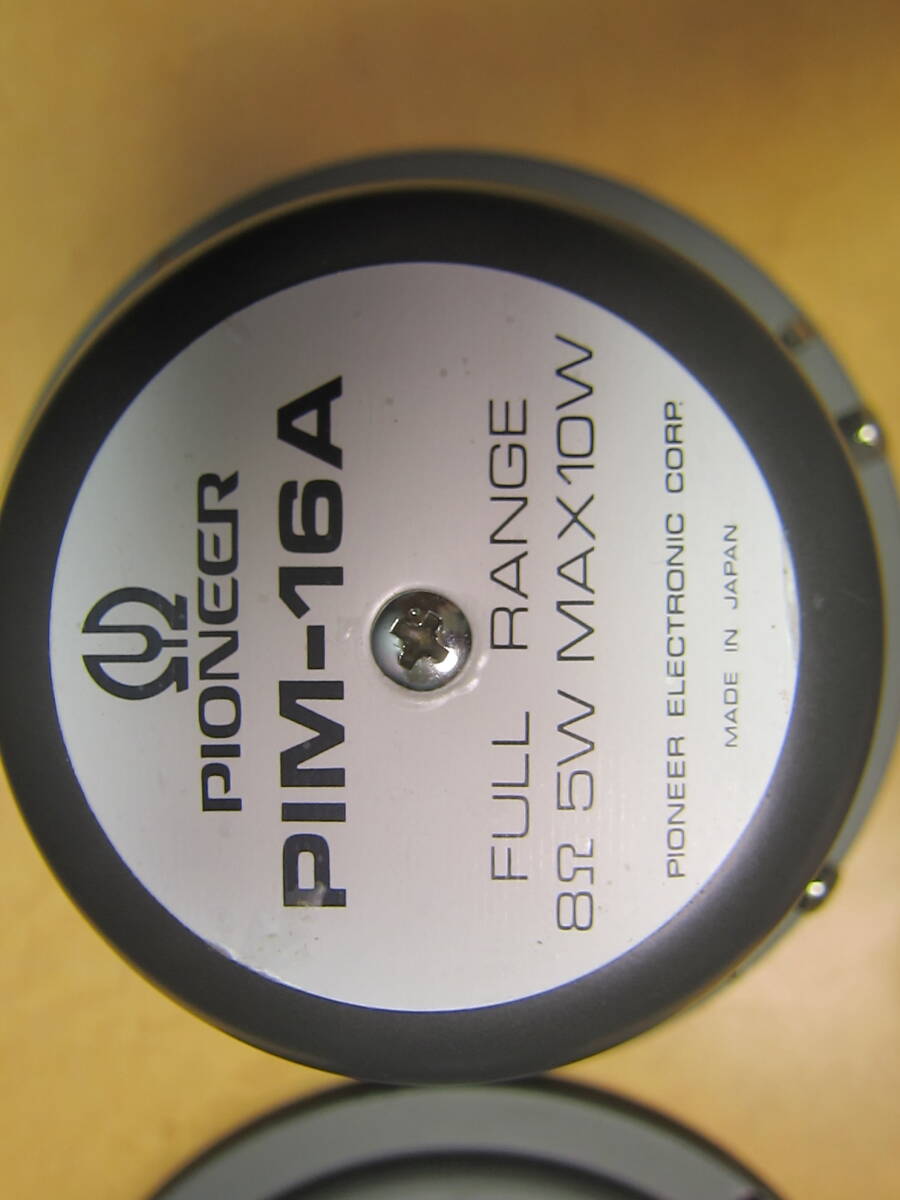 PIONEER
PIM-16A
FULL RANGE
8Ω 5W MAX10W
PIONEER ELECTRONIC CORP.
MADE IN JAPAN